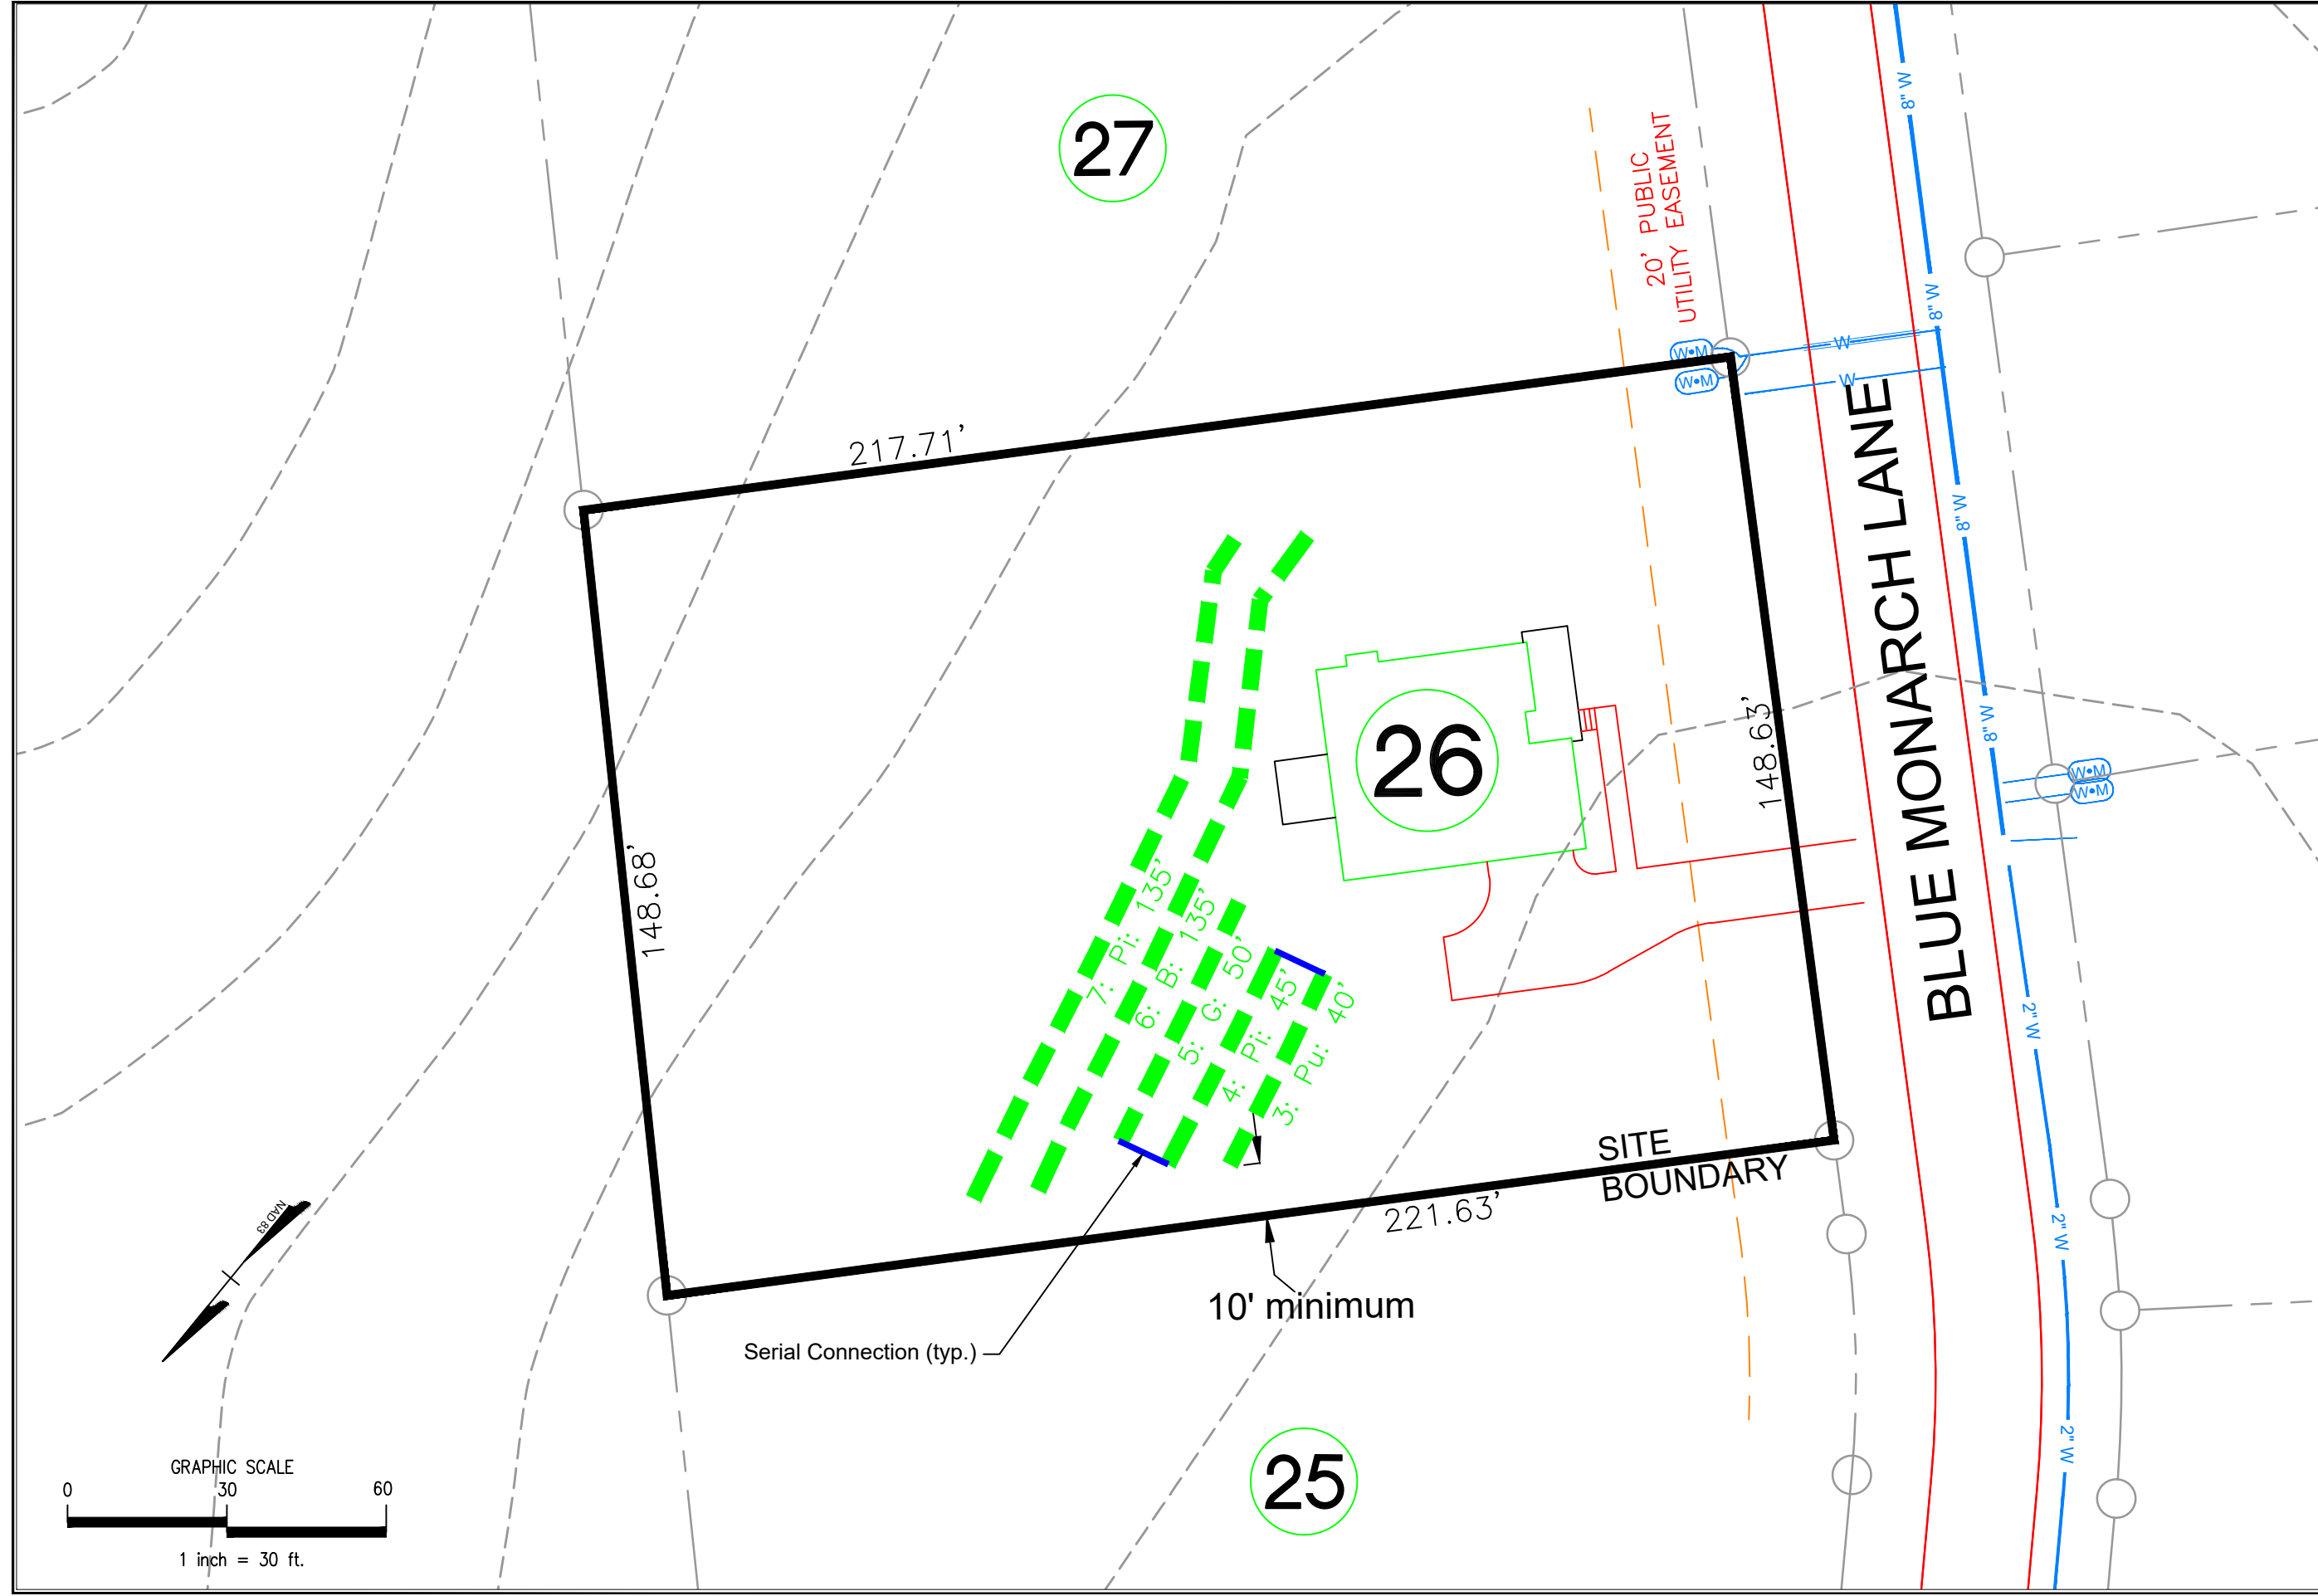 27
20' PUBLIC
UTILITY EASEMENT
8" W
8" W
W•M
W•M
W
W
217.71'
8" W
BLUE MONARCH LANE
26
148.63'
8" W
W•M
W•M
148.68'
7: Pi: 135'
6: B: 135'
5: G: 50'
4: Pi: 45'
3: Pu: 40'
2" W
SITE
BOUNDARY
221.63'
2" W
NAD 83
10' minimum
Serial Connection (typ.)
25
2" W
GRAPHIC SCALE
0 30 60
1 inch = 30 ft.